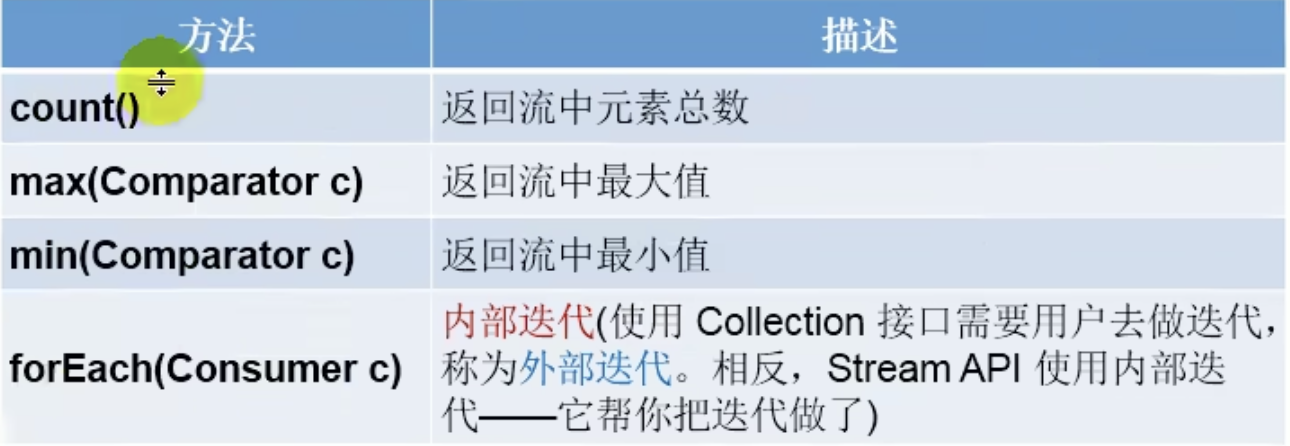 方法 描述
count() 返回流中元素总数
max(Comparator c) 返回流中最大值
min(Comparator c) 返回流中最小值
forEach(Consumer c)
内部迭代(使用 Collection 接口需要用户去做迭代，
称为外部迭代。相反，Stream API 使用内部迭
代——它帮你把迭代做了)